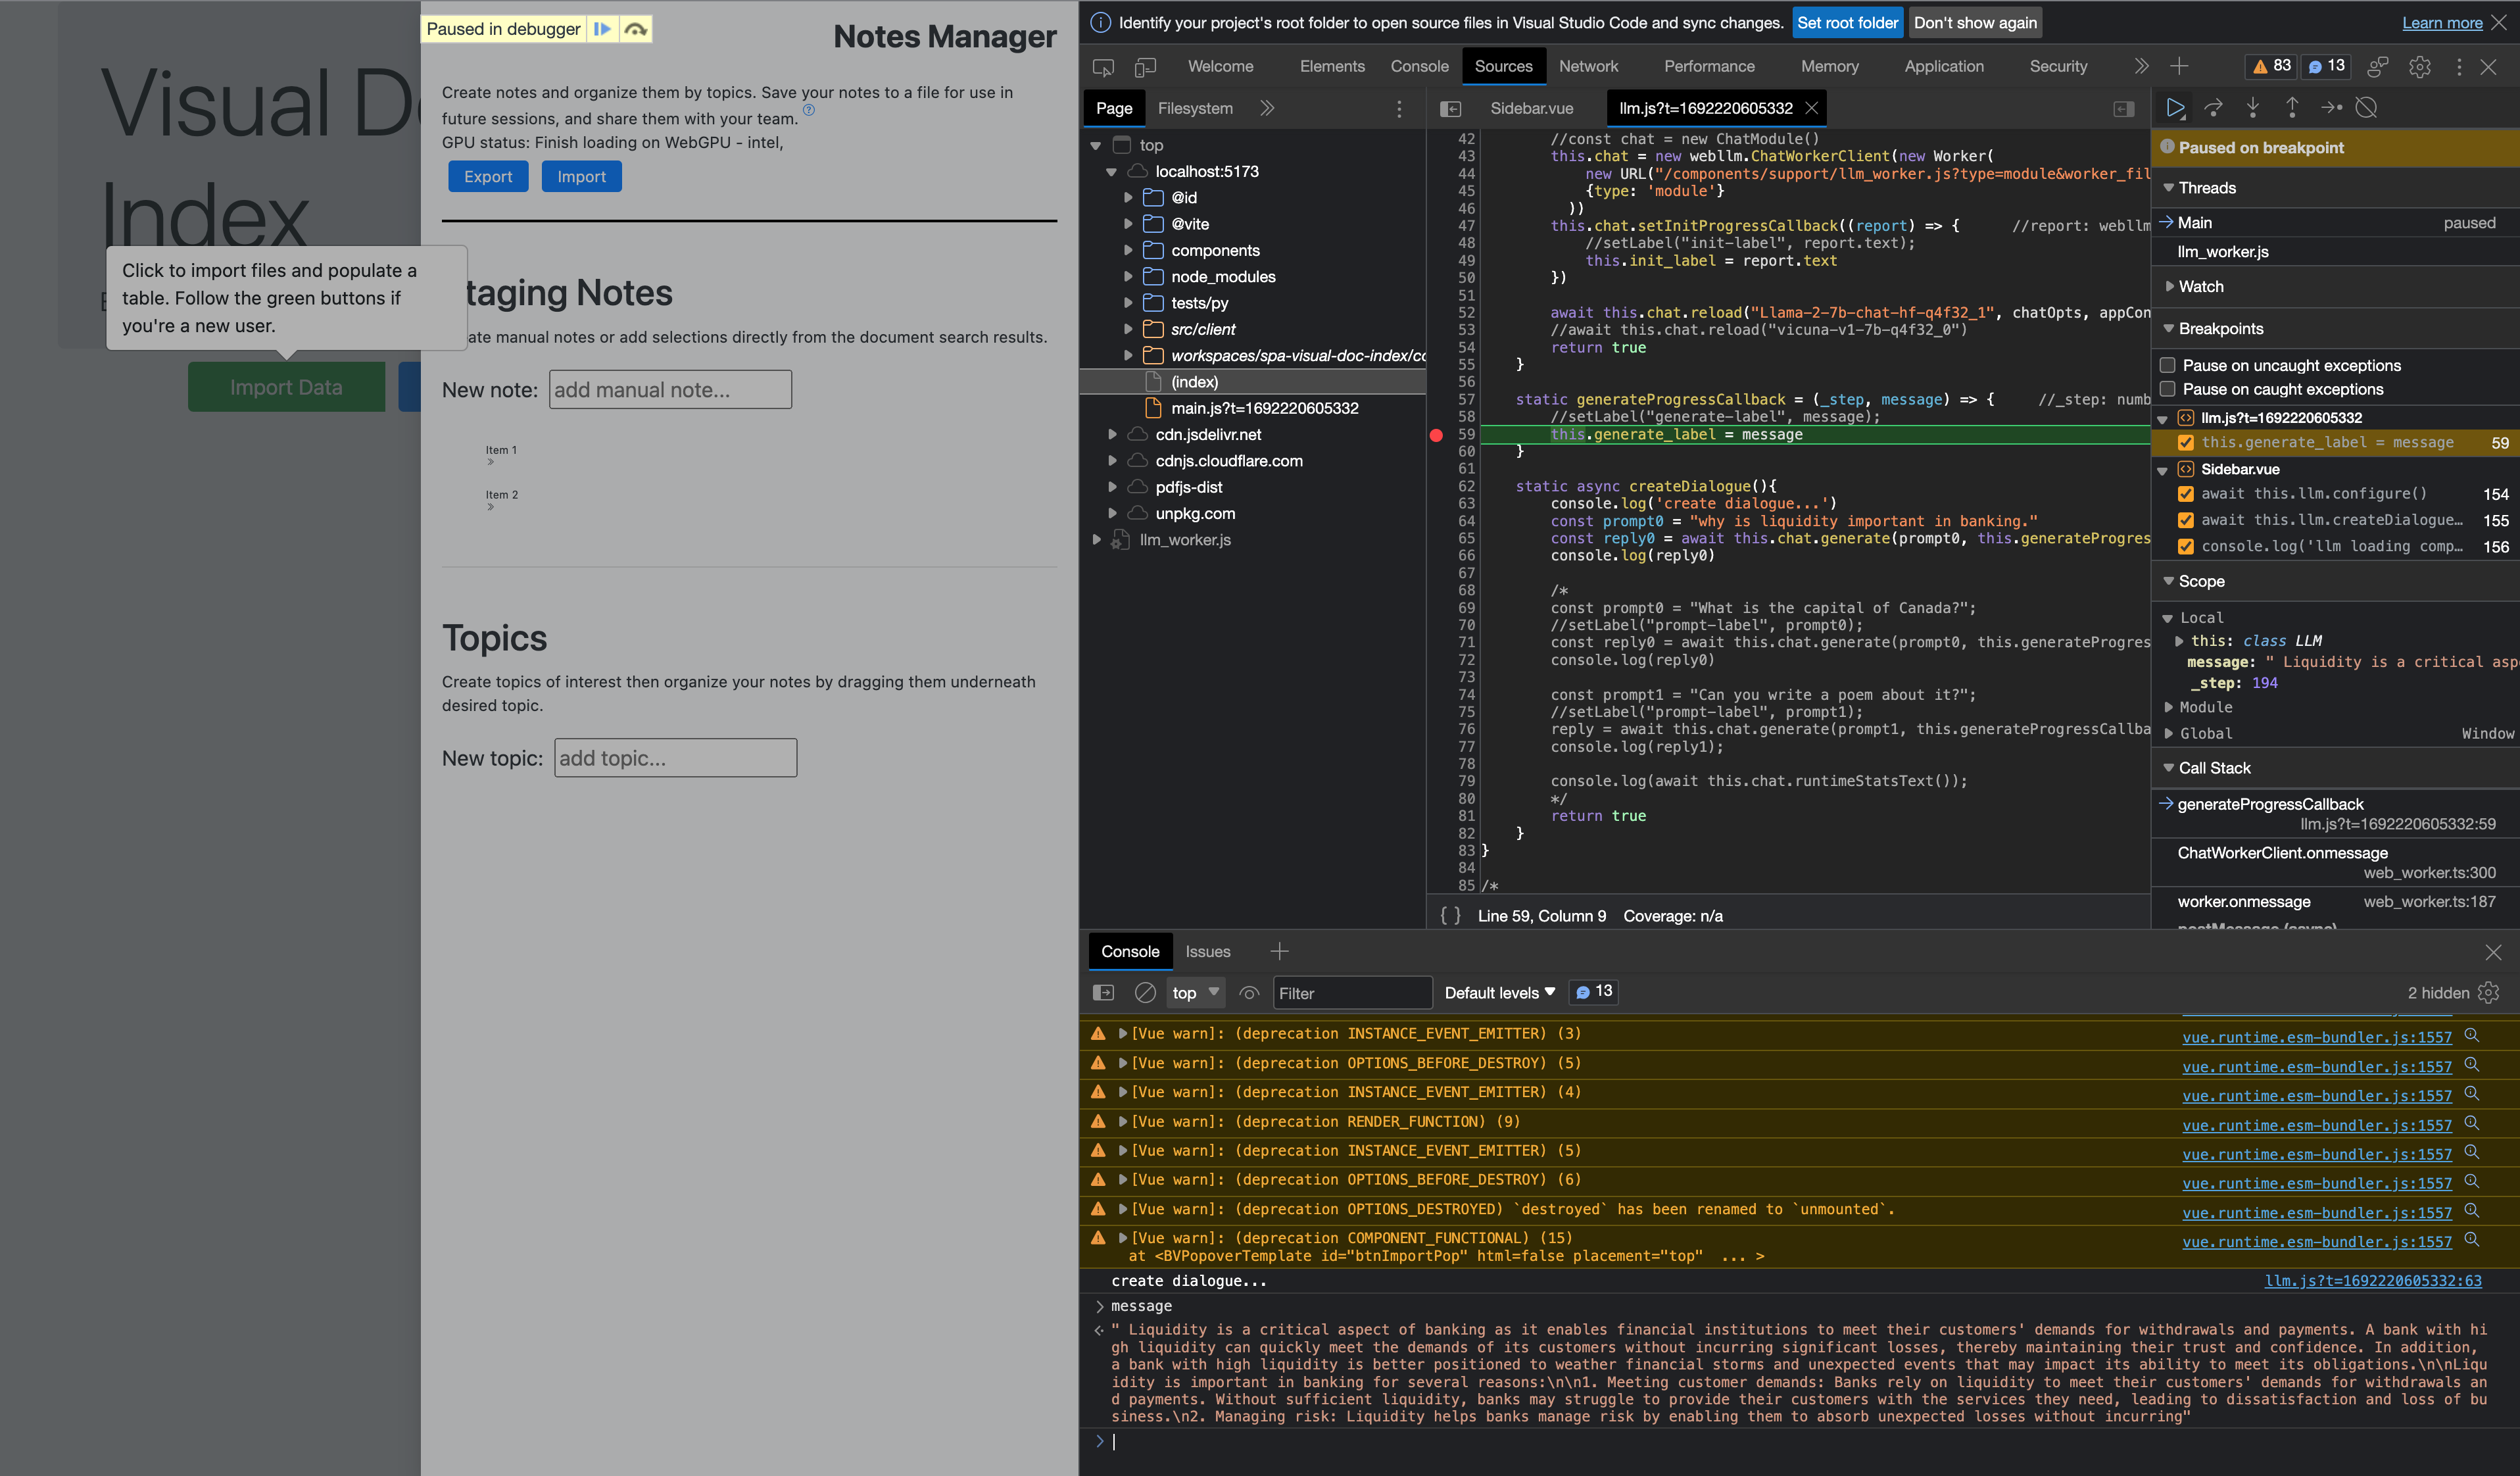 Visual Do
Index
Click to import files and populate a
table. Follow the green buttons if
you're a new user.
Import Data
Paused in debugger
Notes Manager
Create notes and organize them by topics. Save your notes to a file for use in
future sessions, and share them with your team.
GPU status: Finish loading on WebGPU - intel,
Export
Import
taging Notes
ate manual notes or add selections directly from the document search results.
New note: add manual note...
Item 1
Item 2
Topics
Create topics of interest then organize your notes by dragging them underneath
desired topic.
New topic: add topic...
Identify your project's root folder to open source files in Visual Studio Code and sync changes. Set root folder Don't show again Learn more
Welcome Elements Console Sources Network Performance Memory Application Security 83 13
Page Filesystem
top
localhost:5173
@id
@vite
components
node_modules
tests/py
src/client
workspaces/spa-visual-doc-index/cc
(index)
main.js?t=1692220605332
cdn.jsdelivr.net
cdnjs.cloudflare.com
pdfjs-dist
unpkg.com
llm_worker.js
Sidebar.vue llm.js?t=1692220605332
42 //const chat = new ChatModule()
43 this.chat = new webllm.ChatWorkerClient(new Worker(
44 new URL("/components/support/llm_worker.js?type=module&worker_fil
45 {type: 'module'}
46 ))
47 this.chat.setInitProgressCallback((report) => { //report: webllm
48 //setLabel("init-label", report.text);
49 this.init_label = report.text
50 })
51
52 await this.chat.reload("Llama-2-7b-chat-hf-q4f32_1", chatOpts, appCon
53 //await this.chat.reload("vicuna-v1-7b-q4f32_0")
54 return true
55 }
56
57 static generateProgressCallback = (_step, message) => { //_step: numb
58 //setLabel("generate-label", message);
59 this.generate_label = message
60 }
61
62 static async createDialogue(){
63 console.log('create dialogue...')
64 const prompt0 = "why is liquidity important in banking."
65 const reply0 = await this.chat.generate(prompt0, this.generateProgres
66 console.log(reply0)
67
68 /*
69 const prompt0 = "What is the capital of Canada?";
70 //setLabel("prompt-label", prompt0);
71 const reply0 = await this.chat.generate(prompt0, this.generateProgres
72 console.log(reply0)
73
74 const prompt1 = "Can you write a poem about it?";
75 //setLabel("prompt-label", prompt1);
76 reply = await this.chat.generate(prompt1, this.generateProgressCallba
77 console.log(reply1);
78
79 console.log(await this.chat.runtimeStatsText());
80 */
81 return true
82 }
83 }
84
85 /*
{ } Line 59, Column 9 Coverage: n/a
Paused on breakpoint
Threads
Main paused
llm_worker.js
Watch
Breakpoints
Pause on uncaught exceptions
Pause on caught exceptions
llm.js?t=1692220605332
this.generate_label = message 59
Sidebar.vue
await this.llm.configure() 154
await this.llm.createDialogue… 155
console.log('llm loading comp… 156
Scope
Local
this: class LLM
message: " Liquidity is a critical asp
_step: 194
Module
Global Window
Call Stack
generateProgressCallback
llm.js?t=1692220605332:59
ChatWorkerClient.onmessage
web_worker.ts:300
worker.onmessage web_worker.ts:187
Console Issues
top Filter Default levels 13 2 hidden
[Vue warn]: (deprecation INSTANCE_EVENT_EMITTER) (3) vue.runtime.esm-bundler.js:1557
[Vue warn]: (deprecation OPTIONS_BEFORE_DESTROY) (5) vue.runtime.esm-bundler.js:1557
[Vue warn]: (deprecation INSTANCE_EVENT_EMITTER) (4) vue.runtime.esm-bundler.js:1557
[Vue warn]: (deprecation RENDER_FUNCTION) (9) vue.runtime.esm-bundler.js:1557
[Vue warn]: (deprecation INSTANCE_EVENT_EMITTER) (5) vue.runtime.esm-bundler.js:1557
[Vue warn]: (deprecation OPTIONS_BEFORE_DESTROY) (6) vue.runtime.esm-bundler.js:1557
[Vue warn]: (deprecation OPTIONS_DESTROYED) `destroyed` has been renamed to `unmounted`. vue.runtime.esm-bundler.js:1557
[Vue warn]: (deprecation COMPONENT_FUNCTIONAL) (15) vue.runtime.esm-bundler.js:1557
at <BVPopoverTemplate id="btnImportPop" html=false placement="top" ... >
create dialogue... llm.js?t=1692220605332:63
message
" Liquidity is a critical aspect of banking as it enables financial institutions to meet their customers' demands for withdrawals and payments. A bank with hi
gh liquidity can quickly meet the demands of its customers without incurring significant losses, thereby maintaining their trust and confidence. In addition,
a bank with high liquidity is better positioned to weather financial storms and unexpected events that may impact its ability to meet its obligations.\n\nLiqu
idity is important in banking for several reasons:\n\n1. Meeting customer demands: Banks rely on liquidity to meet their customers' demands for withdrawals an
d payments. Without sufficient liquidity, banks may struggle to provide their customers with the services they need, leading to dissatisfaction and loss of bu
siness.\n2. Managing risk: Liquidity helps banks manage risk by enabling them to absorb unexpected losses without incurring"